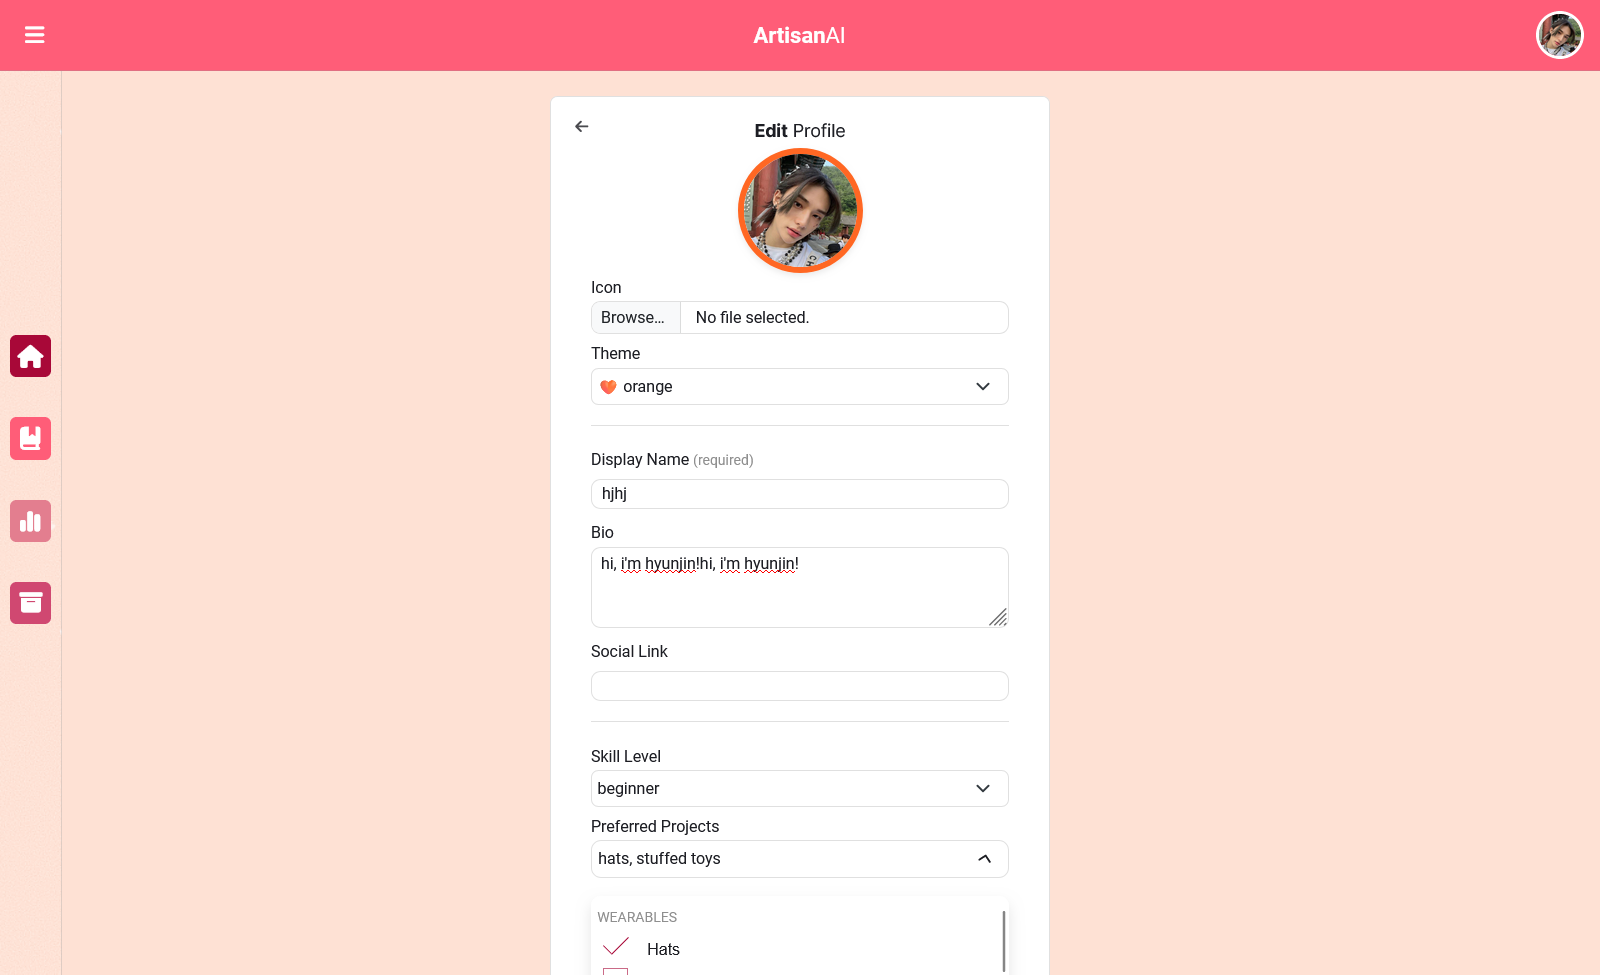 ArtisanAI
Edit Profile
Icon
Browse... No file selected.
Theme
orange
Display Name (required)
hjhj
Bio
hi, i'm hyunjin!hi, i'm hyunjin!
Social Link
Skill Level
beginner
Preferred Projects
hats, stuffed toys
WEARABLES
Hats